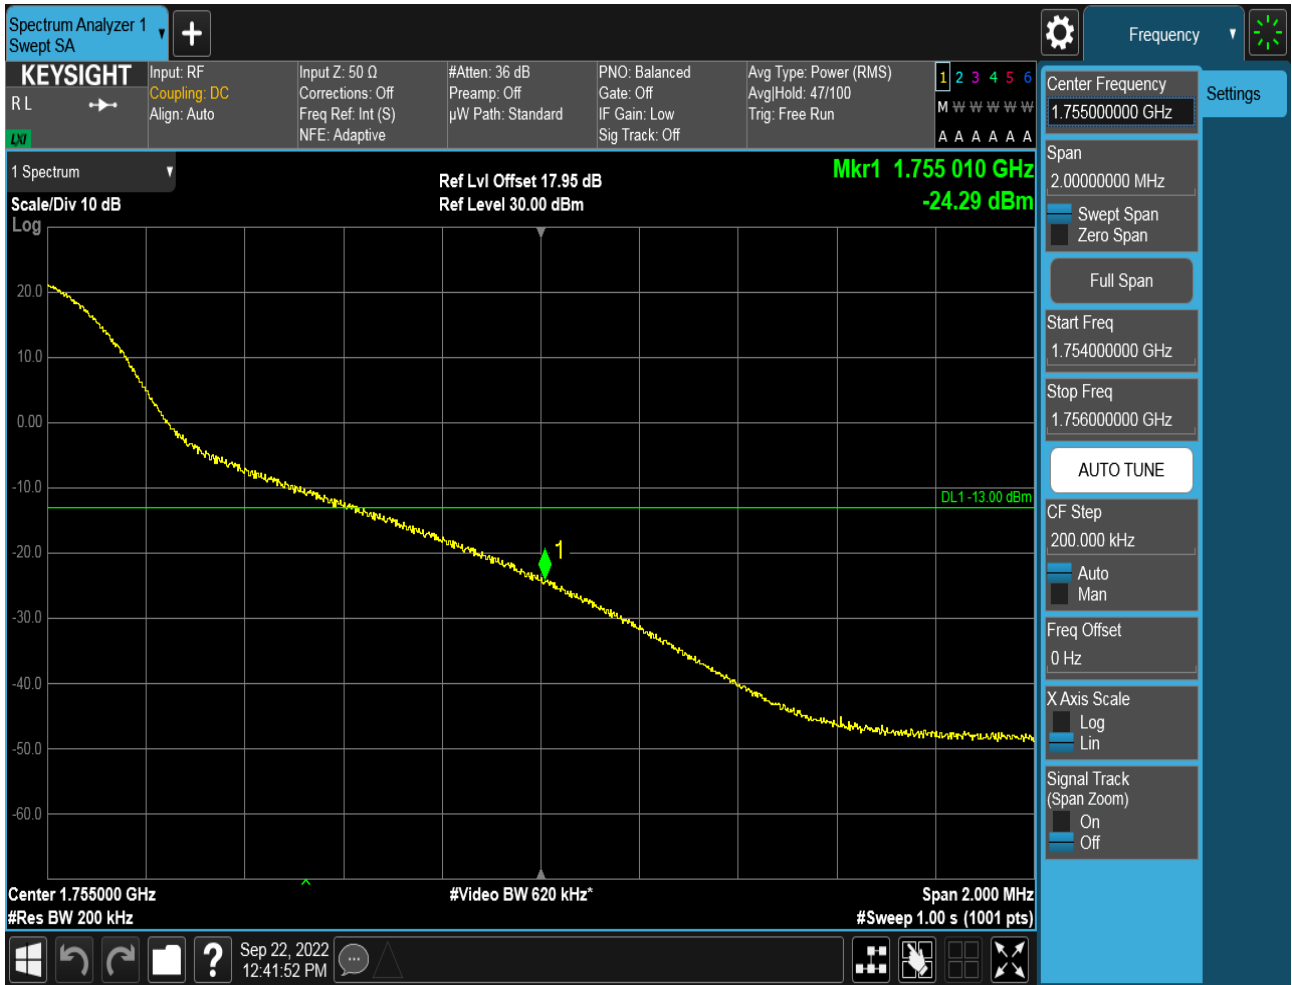 Spectrum Analyzer 1
Swept SA
Frequency
KEYSIGHT
R L
LXI
Input: RF
Coupling: DC
Align: Auto
Input Z: 50 Ω
Corrections: Off
Freq Ref: Int (S)
NFE: Adaptive
#Atten: 36 dB
Preamp: Off
µW Path: Standard
PNO: Balanced
Gate: Off
IF Gain: Low
Sig Track: Off
Avg Type: Power (RMS)
Avg|Hold: 47/100
Trig: Free Run
1 2 3 4 5 6
M W W W W W
A A A A A A
1 Spectrum
Scale/Div 10 dB
Log
Ref Lvl Offset 17.95 dB
Ref Level 30.00 dBm
Mkr1 1.755 010 GHz
-24.29 dBm
20.0
10.0
0.00
-10.0
-20.0
-30.0
-40.0
-50.0
-60.0
DL1 -13.00 dBm
1
Center 1.755000 GHz
#Res BW 200 kHz
#Video BW 620 kHz*
Span 2.000 MHz
#Sweep 1.00 s (1001 pts)
Sep 22, 2022
12:41:52 PM
Center Frequency
1.755000000 GHz
Settings
Span
2.00000000 MHz
Swept Span
Zero Span
Full Span
Start Freq
1.754000000 GHz
Stop Freq
1.756000000 GHz
AUTO TUNE
CF Step
200.000 kHz
Auto
Man
Freq Offset
0 Hz
X Axis Scale
Log
Lin
Signal Track
(Span Zoom)
On
Off